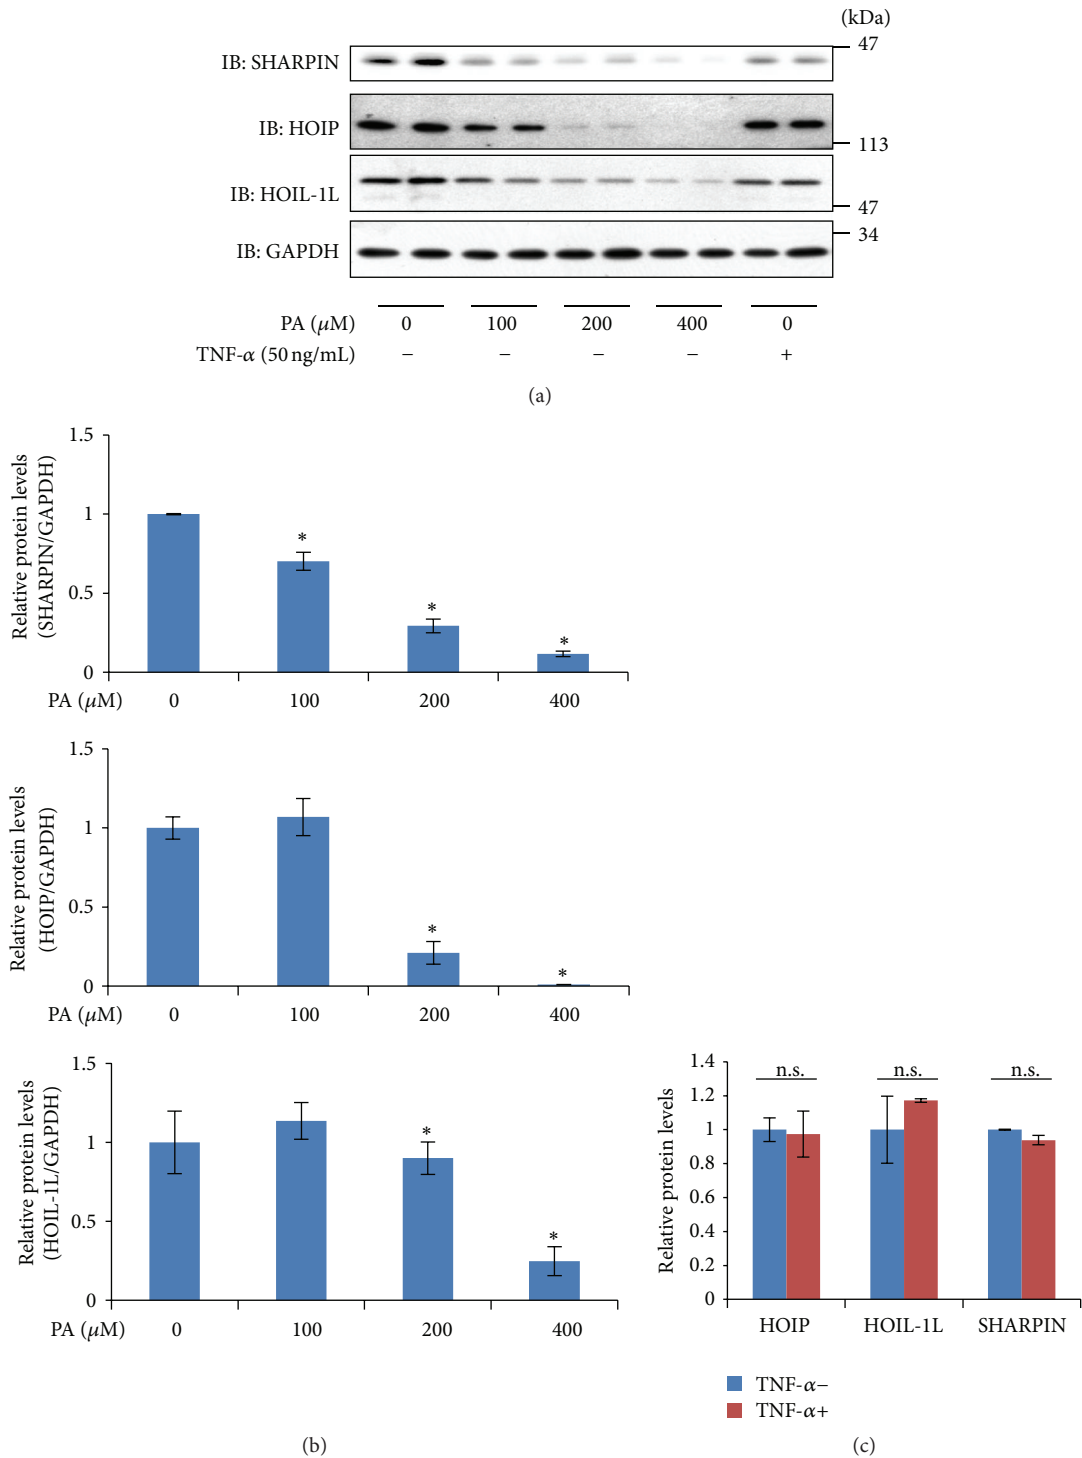 (kDa)
IB: SHARPIN
47
IB: HOIP
113
IB: HOIL-1L
47
IB: GAPDH
34
PA (μM) 0 100 200 400 0
TNF-α (50 ng/mL) − − − − +
(a)
Relative protein levels
(SHARPIN/GAPDH)
1.5
1
0.5
0
* * *
PA (μM) 0 100 200 400
Relative protein levels
(HOIP/GAPDH)
1.5
1
0.5
0
* *
PA (μM) 0 100 200 400
Relative protein levels
(HOIL-1L/GAPDH)
1.5
1
0.5
0
* *
PA (μM) 0 100 200 400
(b)
Relative protein levels
1.4
1.2
1
0.8
0.6
0.4
0.2
0
n.s. n.s. n.s.
HOIP HOIL-1L SHARPIN
TNF-α−
TNF-α+
(c)